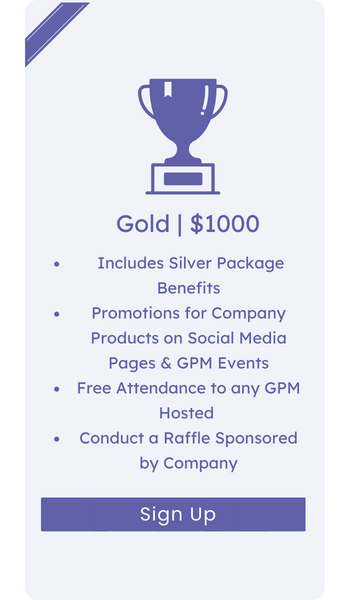 Gold | $1000
• Includes Silver Package
Benefits
• Promotions for Company
Products on Social Media
Pages & GPM Events
• Free Attendance to any GPM
Hosted
• Conduct a Raffle Sponsored
by Company
Sign Up